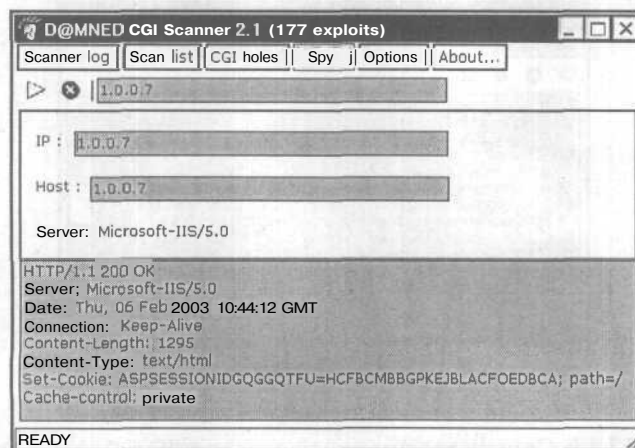 D@MNED CGI Scanner 2.1 (177 exploits)
Scanner log Scan list CGI holes Spy Options About...
1.0.0.7
IP : 1.0.0.7
Host : 1.0.0.7
Server: Microsoft-IIS/5.0
HTTP/1.1 200 OK
Server; Microsoft-IIS/5.0
Date: Thu, 06 Feb 2003 10:44:12 GMT
Connection: Keep-Alive
Content-Length: 1295
Content-Type: text/html
Set-Cookie: ASPSESSIONIDGQGGQTFU=HCFBCMBBGPKEJBLACFOEDBCA; path=/
Cache-control: private
READY